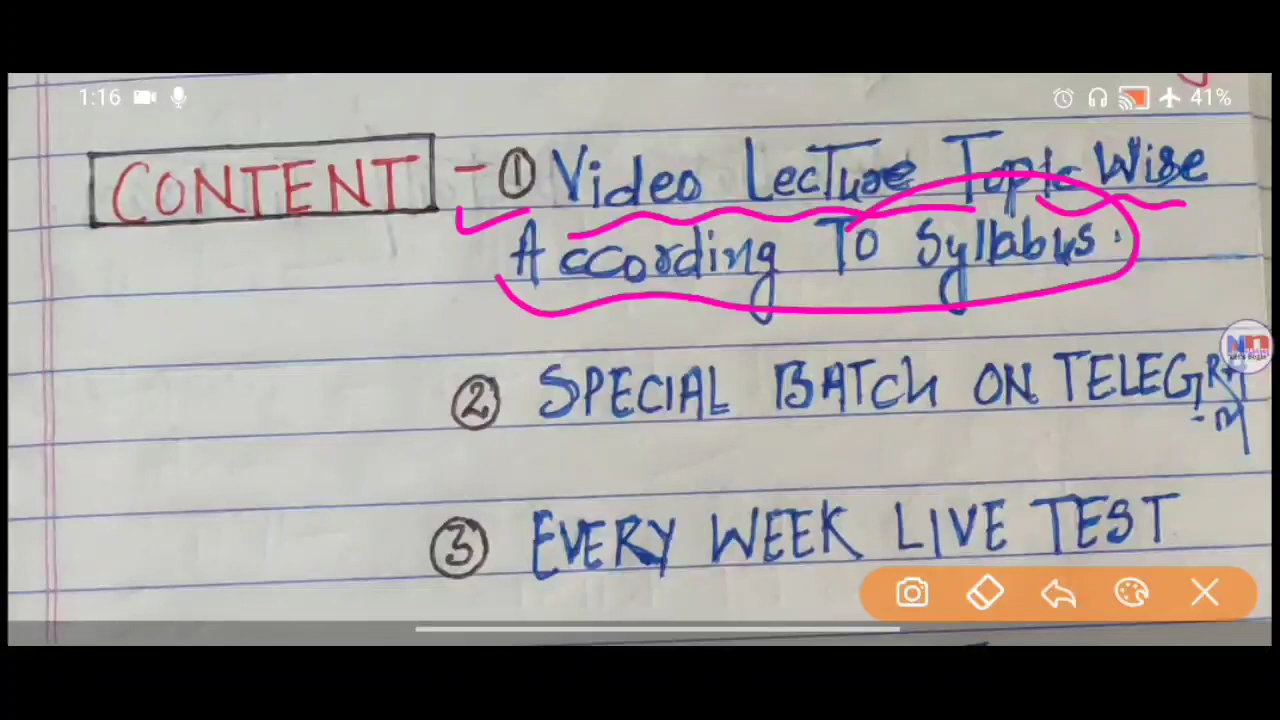 1:16 41%
CONTENT - ① Video Lecture Topic Wise
According To Syllabus.
② SPECIAL BATCH ON TELEGRA
-M
③ EVERY WEEK LIVE TEST